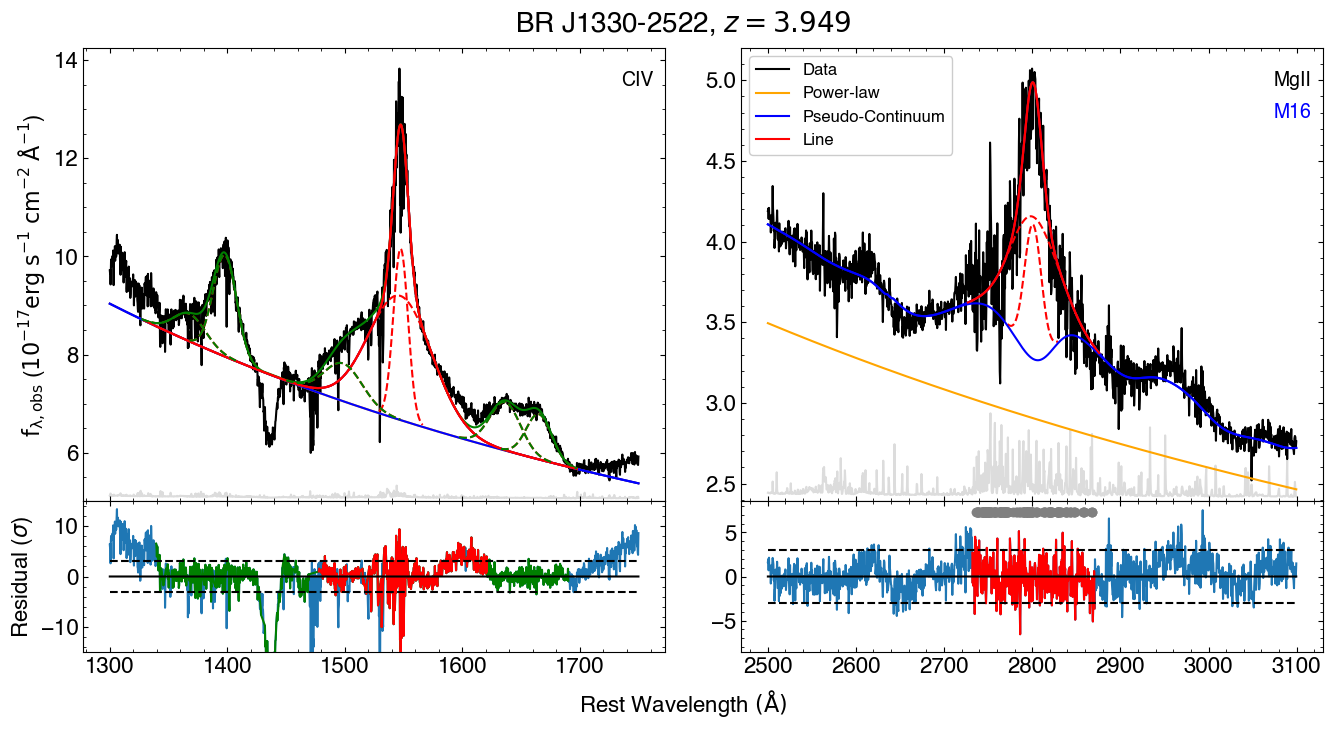 BR J1330-2522, z = 3.949
14
12
10
8
6
f_{λ,obs} (10^{−17} erg s^{−1} cm^{−2} Å^{−1})
CIV
Data
Power-law
Pseudo-Continuum
Line
MgII
M16
5.0
4.5
4.0
3.5
3.0
2.5
10
0
−10
Residual (σ)
5
0
−5
1300 1400 1500 1600 1700
2500 2600 2700 2800 2900 3000 3100
Rest Wavelength (Å)